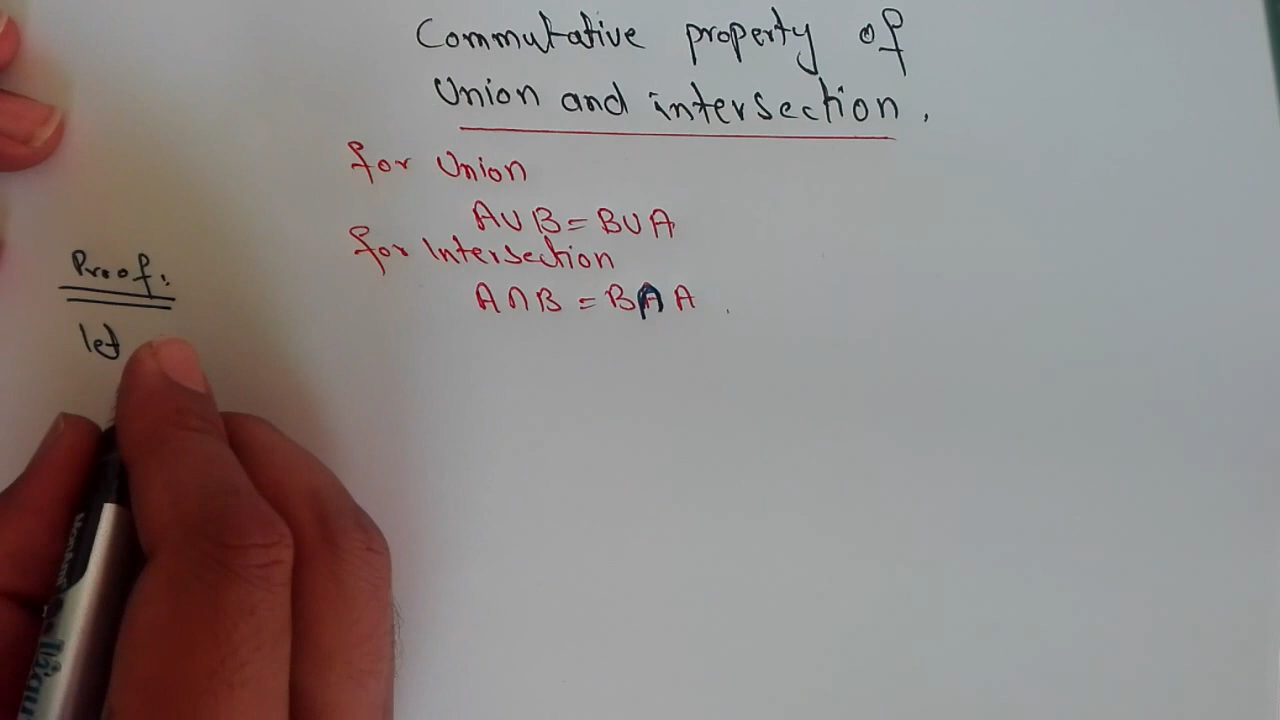 Commutative property of
Union and intersection.
for Union
A∪B=B∪A
for Intersection
A∩B = B∩A.
Proof:
let